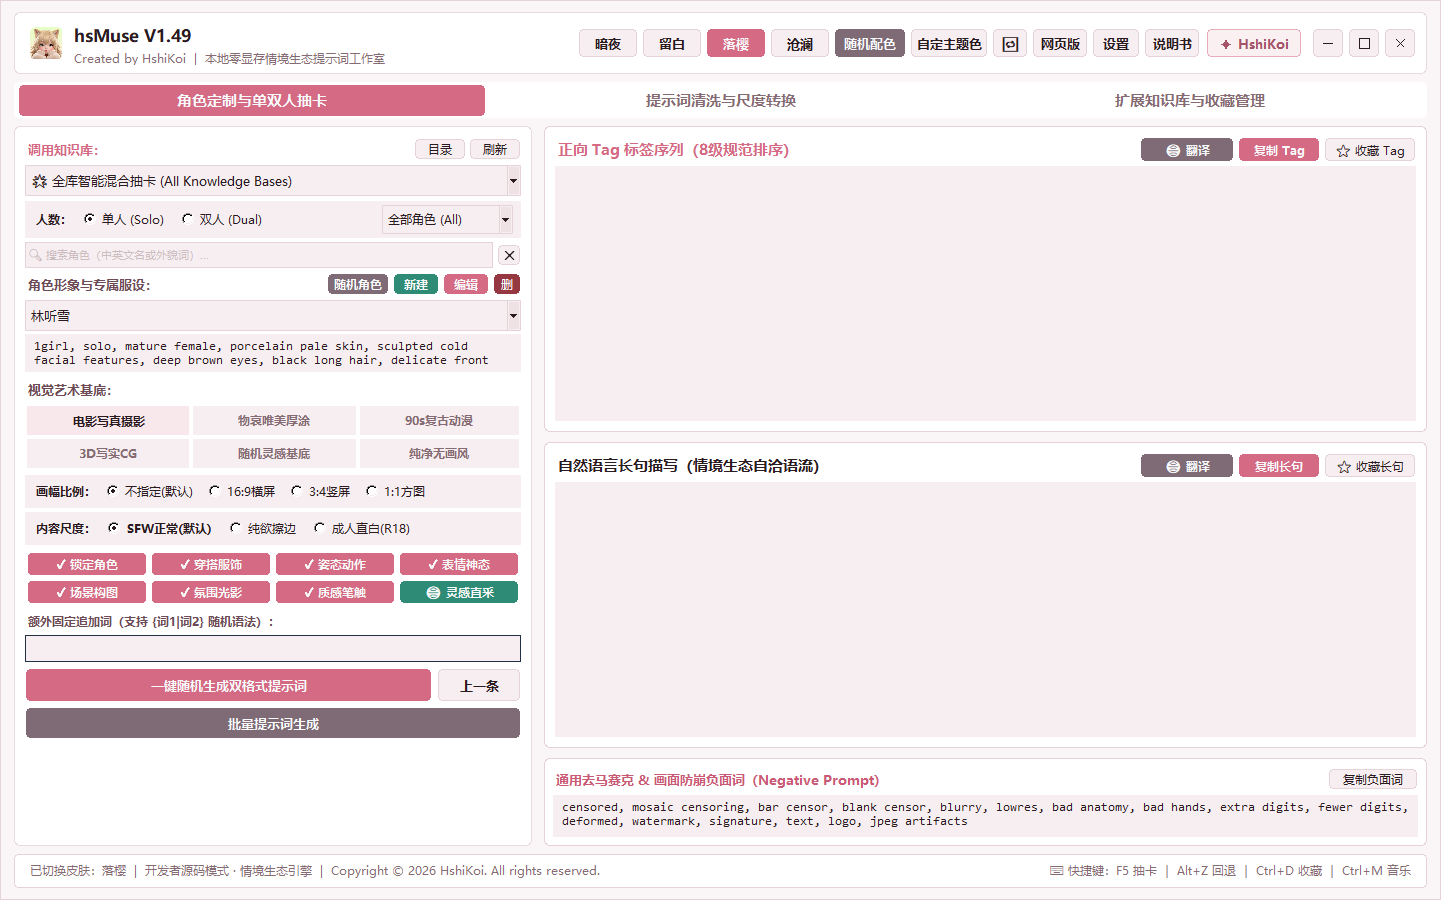 hsMuse V1.49
Created by HshiKoi | 本地零显存情境生态提示词工作室
暗夜 留白 落樱 沧澜 随机配色 自定主题色 网页版 设置 说明书 HshiKoi
角色定制与单双人抽卡 提示词清洗与尺度转换 扩展知识库与收藏管理
调用知识库: 目录 刷新
全库智能混合抽卡 (All Knowledge Bases)
人数: 单人 (Solo) 双人 (Dual) 全部角色 (All)
搜索角色（中英文名或外貌词）...
角色形象与专属服设: 随机角色 新建 编辑 删
林听雪
1girl, solo, mature female, porcelain pale skin, sculpted cold
facial features, deep brown eyes, black long hair, delicate front
视觉艺术基底:
电影写真摄影 物哀唯美厚涂 90s复古动漫
3D写实CG 随机灵感基底 纯净无画风
画幅比例: 不指定(默认) 16:9横屏 3:4竖屏 1:1方图
内容尺度: SFW正常(默认) 纯欲擦边 成人直白(R18)
✓ 锁定角色 ✓ 穿搭服饰 ✓ 姿态动作 ✓ 表情神态
✓ 场景构图 ✓ 氛围光影 ✓ 质感笔触 灵感直采
额外固定追加词（支持 {词1|词2} 随机语法）:
一键随机生成双格式提示词 上一条
批量提示词生成
正向 Tag 标签序列（8级规范排序） 翻译 复制 Tag 收藏 Tag
自然语言长句描写（情境生态自洽语流） 翻译 复制长句 收藏长句
通用去马赛克 & 画面防崩负面词（Negative Prompt） 复制负面词
censored, mosaic censoring, bar censor, blank censor, blurry, lowres, bad anatomy, bad hands, extra digits, fewer digits,
deformed, watermark, signature, text, logo, jpeg artifacts
已切换皮肤: 落樱 | 开发者源码模式 · 情境生态引擎 | Copyright © 2026 HshiKoi. All rights reserved.
快捷键: F5 抽卡 | Alt+Z 回退 | Ctrl+D 收藏 | Ctrl+M 音乐